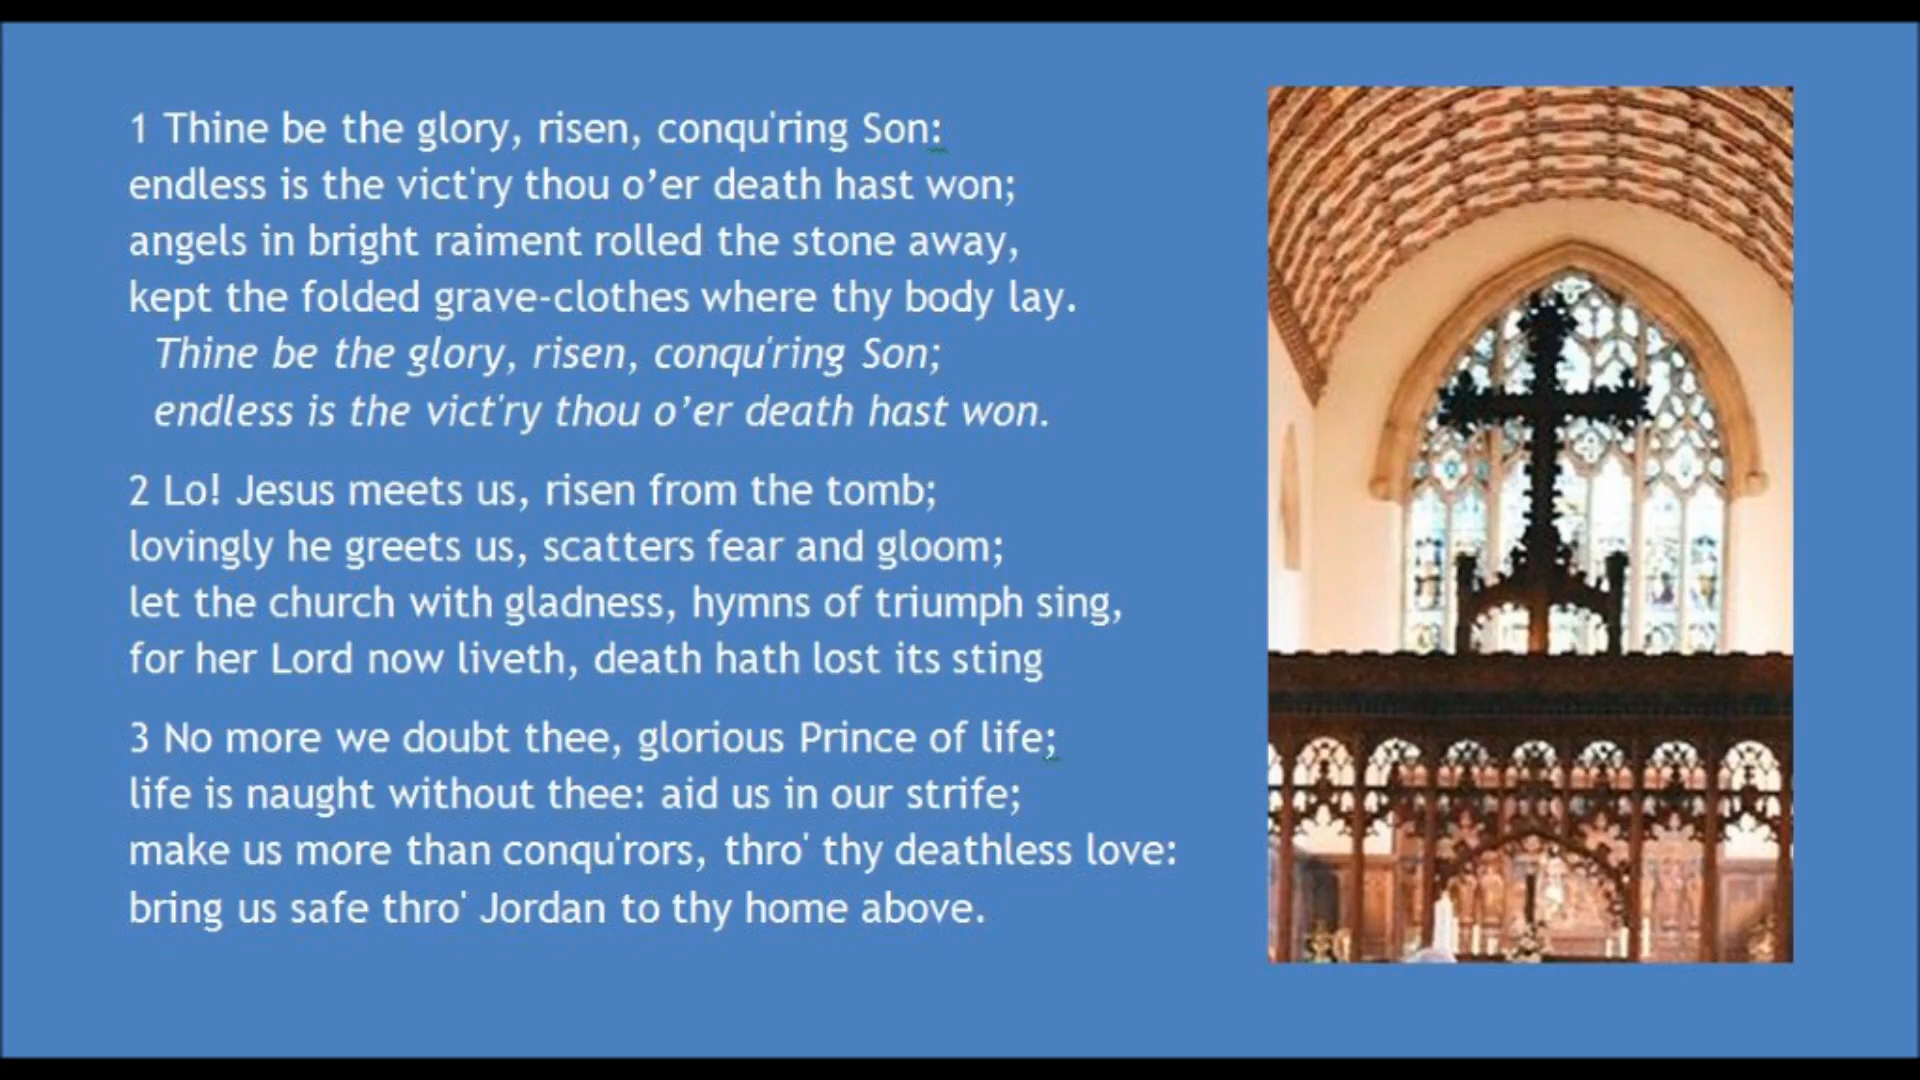 1 Thine be the glory, risen, conqu'ring Son:
endless is the vict'ry thou o’er death hast won;
angels in bright raiment rolled the stone away,
kept the folded grave-clothes where thy body lay.
Thine be the glory, risen, conqu'ring Son;
endless is the vict'ry thou o’er death hast won.
2 Lo! Jesus meets us, risen from the tomb;
lovingly he greets us, scatters fear and gloom;
let the church with gladness, hymns of triumph sing,
for her Lord now liveth, death hath lost its sting
3 No more we doubt thee, glorious Prince of life;
life is naught without thee: aid us in our strife;
make us more than conqu'rors, thro' thy deathless love:
bring us safe thro' Jordan to thy home above.